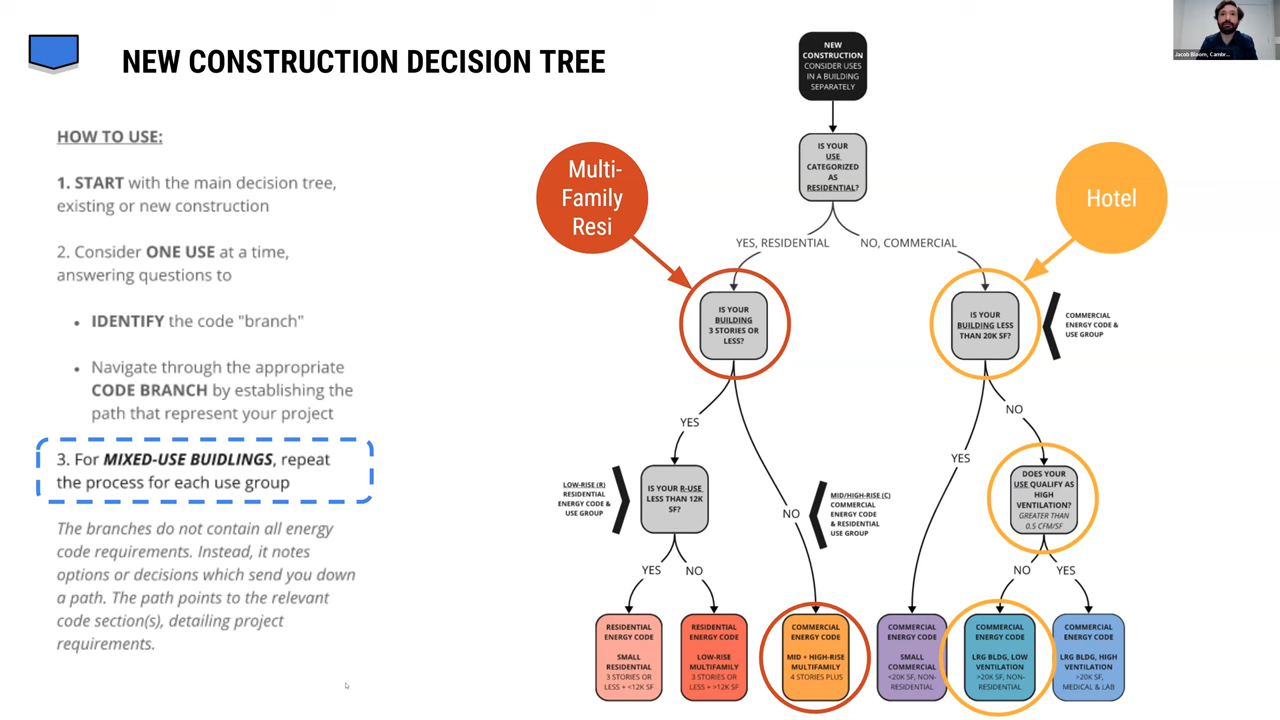 NEW CONSTRUCTION DECISION TREE
Jacob Bloom, Cambr...
HOW TO USE:
1. START with the main decision tree,
existing or new construction
2. Consider ONE USE at a time,
answering questions to
• IDENTIFY the code "branch"
• Navigate through the appropriate
CODE BRANCH by establishing the
path that represent your project
3. For MIXED-USE BUIDLINGS, repeat
the process for each use group
The branches do not contain all energy
code requirements. Instead, it notes
options or decisions which send you down
a path. The path points to the relevant
code section(s), detailing project
requirements.
NEW
CONSTRUCTION
CONSIDER USES
IN A BUILDING
SEPARATELY
IS YOUR
USE
CATEGORIZED
AS
RESIDENTIAL?
Multi-
Family
Resi
Hotel
YES, RESIDENTIAL
NO, COMMERCIAL
IS YOUR
BUILDING
3 STORIES OR
LESS?
IS YOUR
BUILDING LESS
THAN 20K SF?
COMMERCIAL
ENERGY CODE &
USE GROUP
YES
NO
LOW-RISE (R)
RESIDENTIAL
ENERGY CODE &
USE GROUP
IS YOUR R-USE
LESS THAN 12K
SF?
NO
MID/HIGH-RISE (C)
COMMERCIAL
ENERGY CODE
& RESIDENTIAL
USE GROUP
YES
DOES YOUR
USE QUALIFY AS
HIGH
VENTILATION?
GREATER THAN
0.5 CFM/SF
YES
NO
NO
YES
RESIDENTIAL
ENERGY CODE
SMALL
RESIDENTIAL
3 STORIES OR
LESS + <12K SF
RESIDENTIAL
ENERGY CODE
LOW-RISE
MULTIFAMILY
3 STORIES OR
LESS + >12K SF
COMMERCIAL
ENERGY CODE
MID + HIGH-RISE
MULTIFAMILY
4 STORIES PLUS
COMMERCIAL
ENERGY CODE
SMALL
COMMERCIAL
<20K SF, NON-
RESIDENTIAL
COMMERCIAL
ENERGY CODE
LRG BLDG, LOW
VENTILATION
>20K SF, NON-
RESIDENTIAL
COMMERCIAL
ENERGY CODE
LRG BLDG, HIGH
VENTILATION
>20K SF,
MEDICAL & LAB